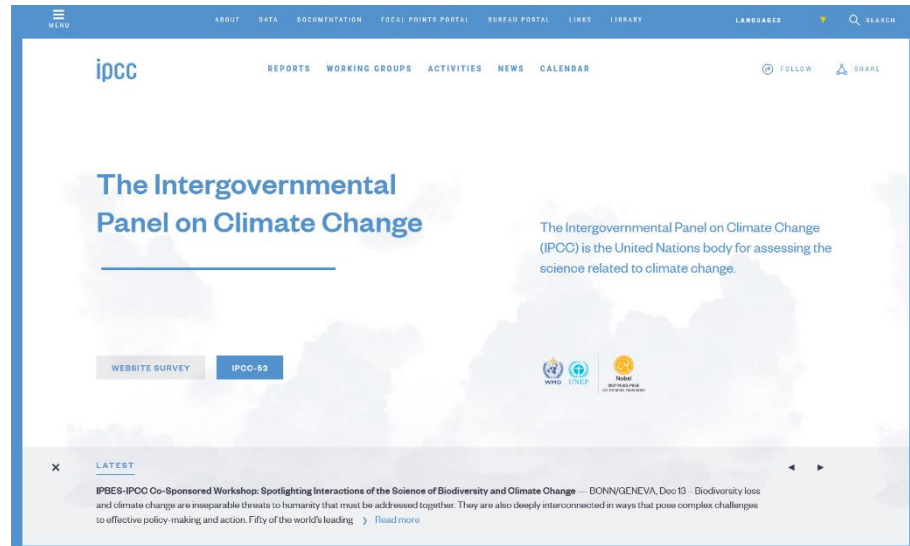 MENU
ABOUT DATA DOCUMENTATION FOCAL POINTS PORTAL BUREAU PORTAL LINKS LIBRARY LANGUAGES SEARCH
ipcc REPORTS WORKING GROUPS ACTIVITIES NEWS CALENDAR FOLLOW SHARE
The Intergovernmental
Panel on Climate Change
The Intergovernmental Panel on Climate Change
(IPCC) is the United Nations body for assessing the
science related to climate change.
WEBSITE SURVEY IPCC-53
WMO UNEP Nobel
LATEST
IPBES-IPCC Co-Sponsored Workshop: Spotlighting Interactions of the Science of Biodiversity and Climate Change — BONN/GENEVA, Dec 13 – Biodiversity loss
and climate change are inseparable threats to humanity that must be addressed together. They are also deeply interconnected in ways that pose complex challenges
to effective policy-making and action. Fifty of the world's leading Read more